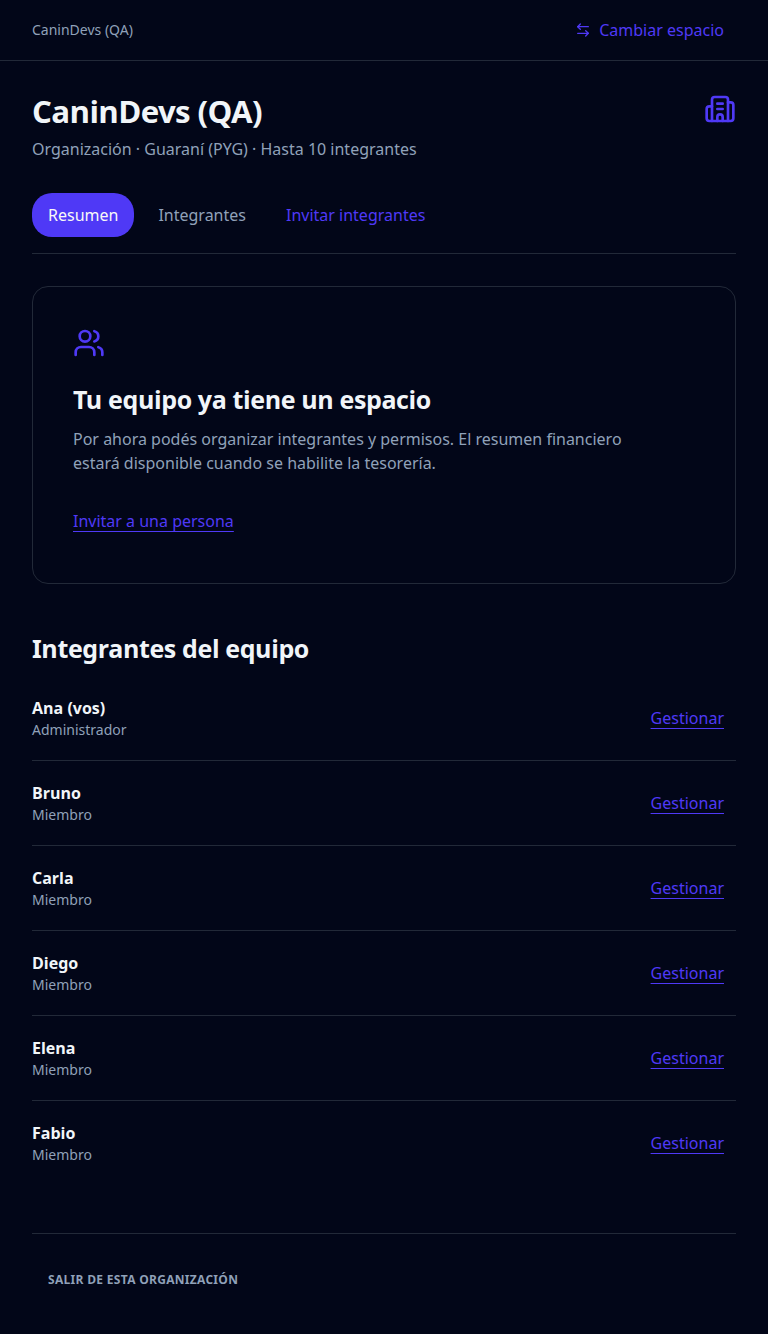 CaninDevs (QA)
Cambiar espacio
CaninDevs (QA)
Organización · Guaraní (PYG) · Hasta 10 integrantes
Resumen
Integrantes
Invitar integrantes
Tu equipo ya tiene un espacio
Por ahora podés organizar integrantes y permisos. El resumen financiero
estará disponible cuando se habilite la tesorería.
Invitar a una persona
Integrantes del equipo
Ana (vos)
Administrador
Gestionar
Bruno
Miembro
Gestionar
Carla
Miembro
Gestionar
Diego
Miembro
Gestionar
Elena
Miembro
Gestionar
Fabio
Miembro
Gestionar
SALIR DE ESTA ORGANIZACIÓN